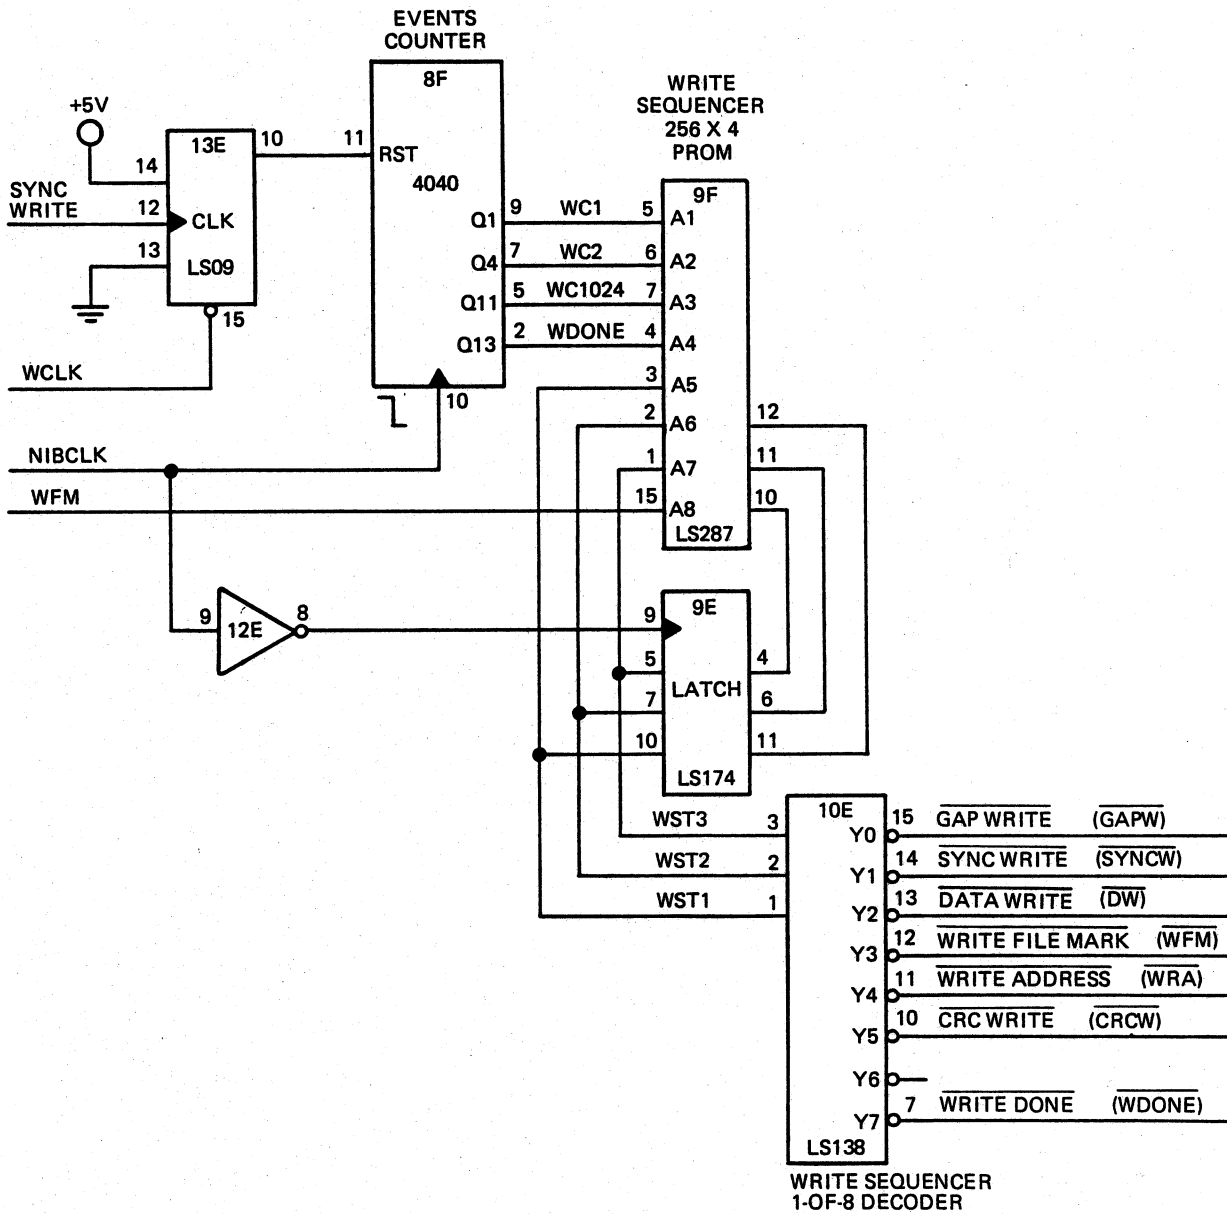 EVENTS
COUNTER
8F
+5V
13E
10
11
RST
4040
14
SYNC
WRITE
12
CLK
13
LS09
15
WCLK
Q1
9
WC1
5
Q4
7
WC2
6
Q11
5
WC1024
7
Q13
2
WDONE
4
10
WRITE
SEQUENCER
256 X 4
PROM
9F
A1
A2
A3
A4
3
A5
2
A6
12
1
A7
11
15
A8
10
LS287
NIBCLK
WFM
9
12E
8
9
9E
5
4
LATCH
7
6
10
11
LS174
WST3
3
WST2
2
WST1
1
10E
Y0
15
GAP WRITE (GAPW)
Y1
14
SYNC WRITE (SYNCW)
Y2
13
DATA WRITE (DW)
Y3
12
WRITE FILE MARK (WFM)
Y4
11
WRITE ADDRESS (WRA)
Y5
10
CRC WRITE (CRCW)
Y6
Y7
7
WRITE DONE (WDONE)
LS138
WRITE SEQUENCER
1-OF-8 DECODER